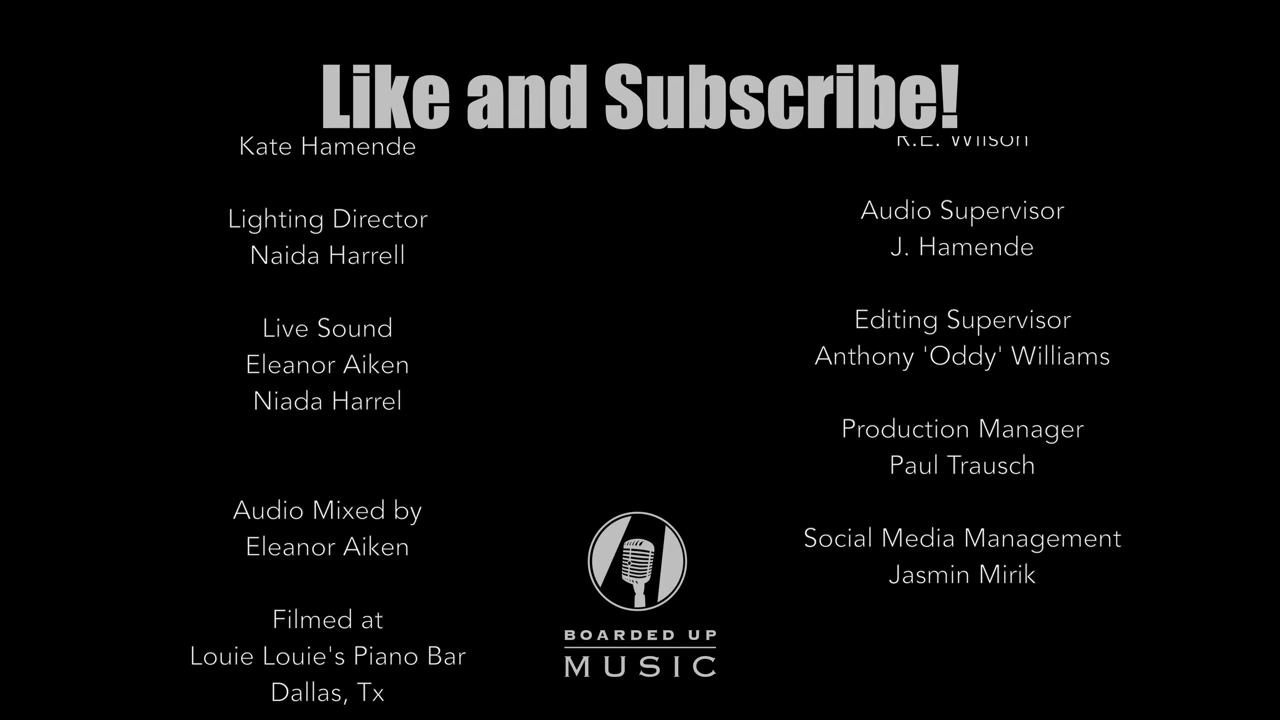 Like and Subscribe!
Kate Hamende
Lighting Director
Naida Harrell
Live Sound
Eleanor Aiken
Niada Harrel
Audio Mixed by
Eleanor Aiken
Filmed at
Louie Louie's Piano Bar
Dallas, Tx
R.E. Wilson
Audio Supervisor
J. Hamende
Editing Supervisor
Anthony 'Oddy' Williams
Production Manager
Paul Trausch
Social Media Management
Jasmin Mirik
BOARDED UP
MUSIC